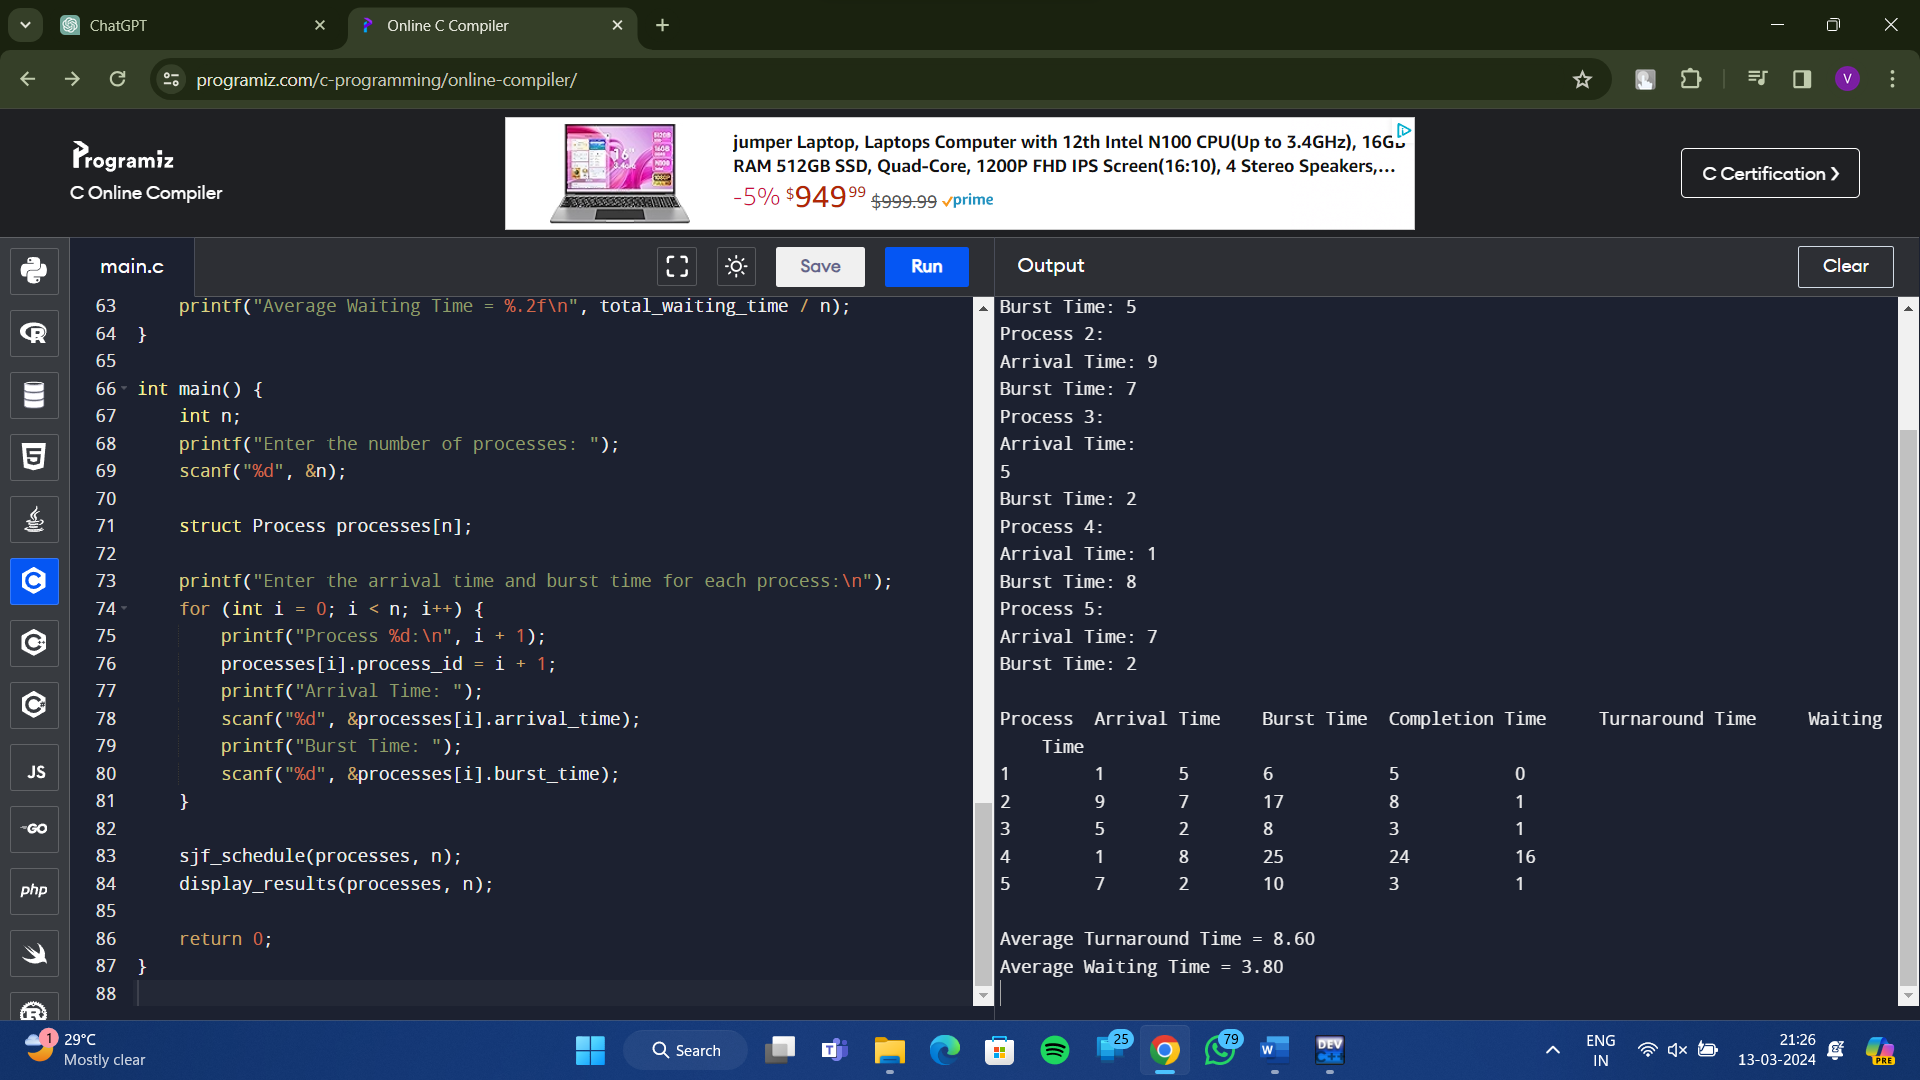 ChatGPT
Online C Compiler
programiz.com/c-programming/online-compiler/
V
Programiz
C Online Compiler
jumper Laptop, Laptops Computer with 12th Intel N100 CPU(Up to 3.4GHz), 16GB
RAM 512GB SSD, Quad-Core, 1200P FHD IPS Screen(16:10), 4 Stereo Speakers,...
-5% $949.99 $999.99 prime
C Certification
main.c
Save
Run
Output
Clear
63 printf("Average Waiting Time = %.2f\n", total_waiting_time / n);
64 }
65
66 int main() {
67 int n;
68 printf("Enter the number of processes: ");
69 scanf("%d", &n);
70
71 struct Process processes[n];
72
73 printf("Enter the arrival time and burst time for each process:\n");
74 for (int i = 0; i < n; i++) {
75 printf("Process %d:\n", i + 1);
76 processes[i].process_id = i + 1;
77 printf("Arrival Time: ");
78 scanf("%d", &processes[i].arrival_time);
79 printf("Burst Time: ");
80 scanf("%d", &processes[i].burst_time);
81 }
82
83 sjf_schedule(processes, n);
84 display_results(processes, n);
85
86 return 0;
87 }
88
Burst Time: 5
Process 2:
Arrival Time: 9
Burst Time: 7
Process 3:
Arrival Time:
5
Burst Time: 2
Process 4:
Arrival Time: 1
Burst Time: 8
Process 5:
Arrival Time: 7
Burst Time: 2
Process Arrival Time Burst Time Completion Time Turnaround Time Waiting
Time
1 1 5 6 5 0
2 9 7 17 8 1
3 5 2 8 3 1
4 1 8 25 24 16
5 7 2 10 3 1
Average Turnaround Time = 8.60
Average Waiting Time = 3.80
JS
GO
php
1
29°C
Mostly clear
Search
25
79
DEV
ENG
IN
21:26
13-03-2024
PRE